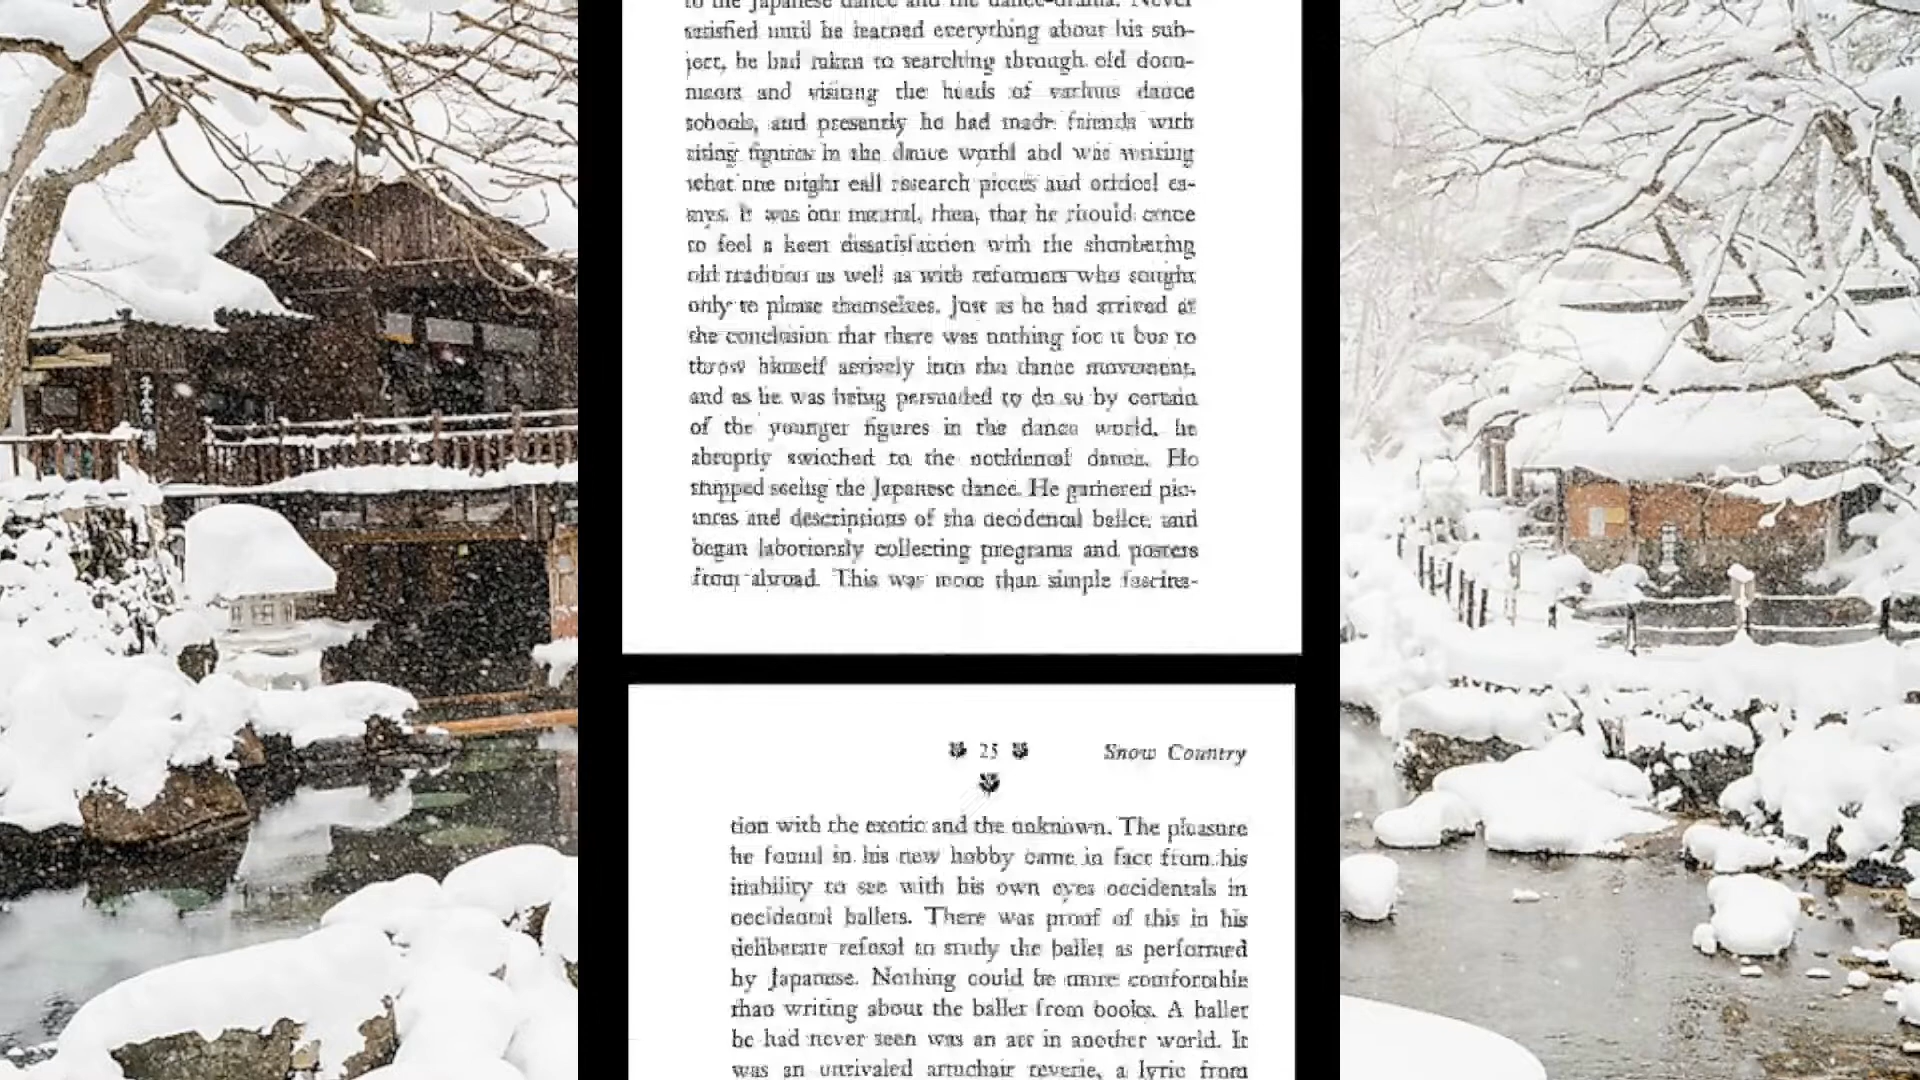 to the Japanese dance and the dance-drama. Never
satisfied until he learned everything about his sub-
ject, he had taken to searching through old docu-
ments and visiting the heads of various dance
schools, and presently he had made friends with
rising figures in the dance world and was writing
what one might call research pieces and critical es-
says. It was but natural, then, that he should come
to feel a keen dissatisfaction with the slumbering
old tradition as well as with reformers who sought
only to please themselves. Just as he had arrived at
the conclusion that there was nothing for it but to
throw himself actively into the dance movement,
and as he was being persuaded to do so by certain
of the younger figures in the dance world, he
abruptly switched to the occidental dance. He
stopped seeing the Japanese dance. He gathered pic-
tures and descriptions of the occidental ballet, and
began laboriously collecting programs and posters
from abroad. This was more than simple fascina-
25 Snow Country
tion with the exotic and the unknown. The pleasure
he found in his new hobby came in fact from his
inability to see with his own eyes occidentals in
occidental ballets. There was proof of this in his
deliberate refusal to study the ballet as performed
by Japanese. Nothing could be more comfortable
than writing about the ballet from books. A ballet
he had never seen was an art in another world. It
was an unrivaled armchair reverie, a lyric from